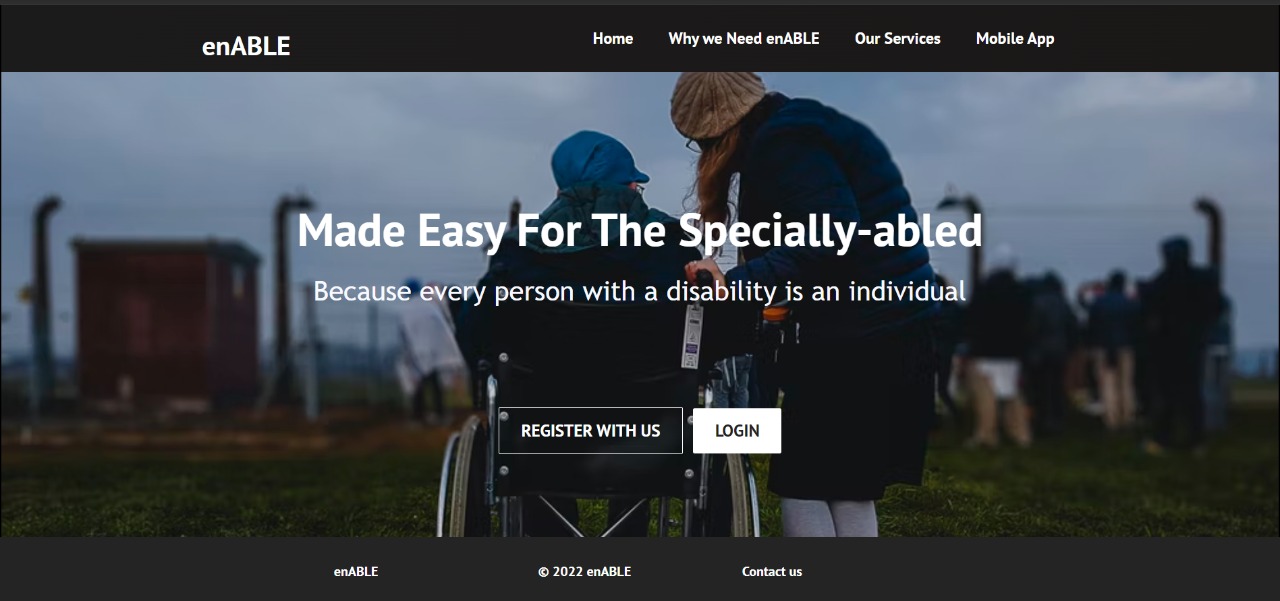 enABLE
Home Why we Need enABLE Our Services Mobile App
Made Easy For The Specially-abled
Because every person with a disability is an individual
REGISTER WITH US LOGIN
enABLE © 2022 enABLE Contact us